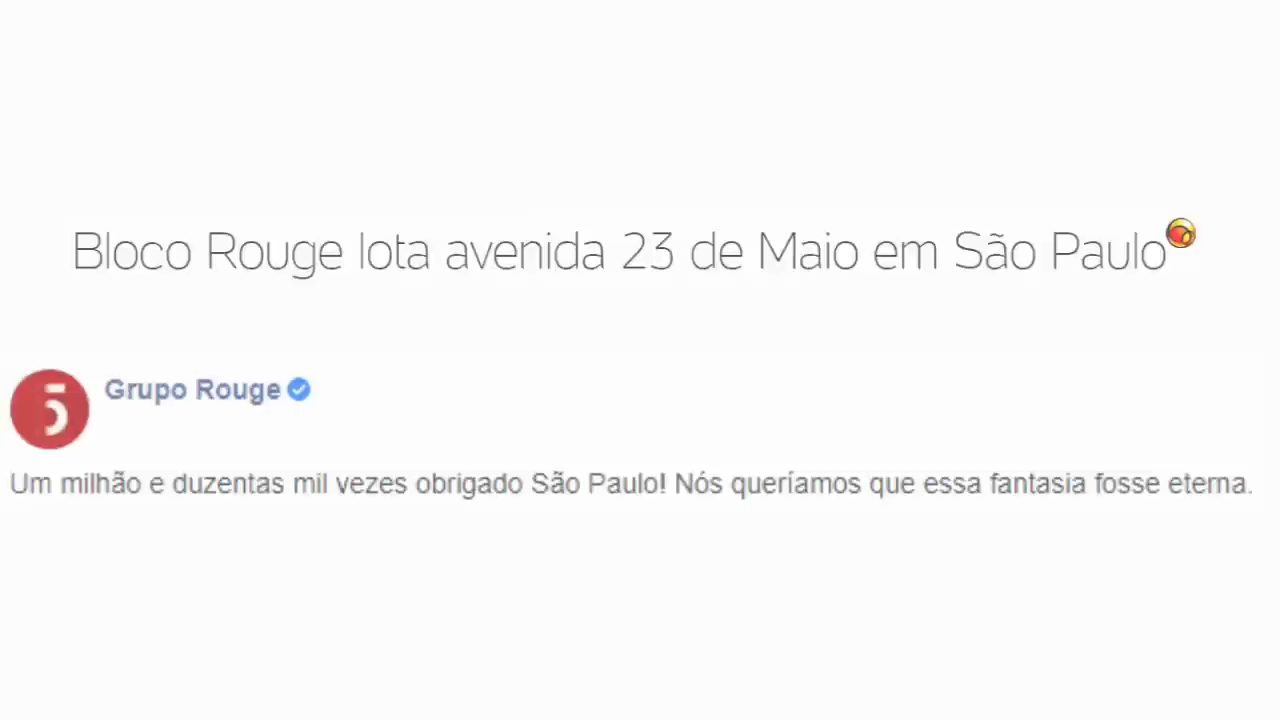 Bloco Rouge lota avenida 23 de Maio em São Paulo
5
Grupo Rouge
Um milhão e duzentas mil vezes obrigado São Paulo! Nós queríamos que essa fantasia fosse eterna.